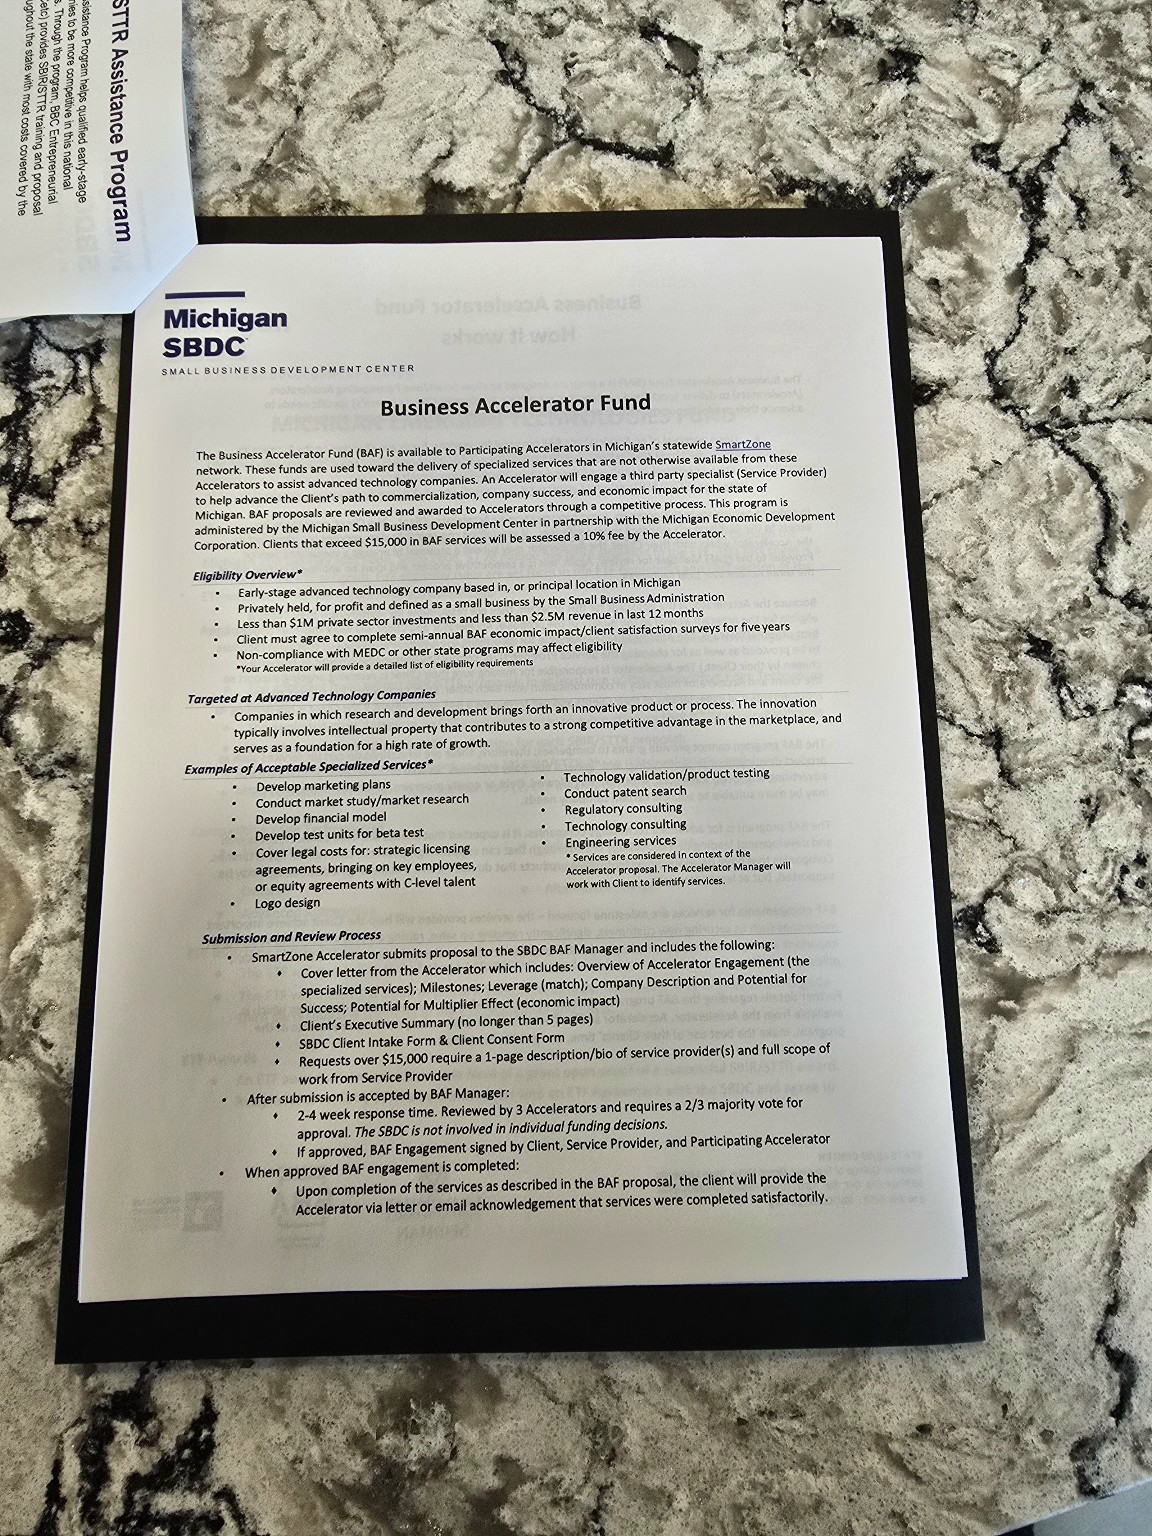 STTR Assistance Program
ssistance Program helps qualified early-stage
nies to be more competitive in this national
. Through the program, BBC Entrepreneurial
etc) provides SBIR/STTR training and proposal
ghout the state with most costs covered by the
Michigan
SBDC
SMALL BUSINESS DEVELOPMENT CENTER
Business Accelerator Fund
The Business Accelerator Fund (BAF) is available to Participating Accelerators in Michigan's statewide SmartZone
network. These funds are used toward the delivery of specialized services that are not otherwise available from these
Accelerators to assist advanced technology companies. An Accelerator will engage a third party specialist (Service Provider)
to help advance the Client's path to commercialization, company success, and economic impact for the state of
Michigan. BAF proposals are reviewed and awarded to Accelerators through a competitive process. This program is
administered by the Michigan Small Business Development Center in partnership with the Michigan Economic Development
Corporation. Clients that exceed $15,000 in BAF services will be assessed a 10% fee by the Accelerator.
Eligibility Overview*
• Early-stage advanced technology company based in, or principal location in Michigan
• Privately held, for profit and defined as a small business by the Small Business Administration
• Less than $1M private sector investments and less than $2.5M revenue in last 12 months
• Client must agree to complete semi-annual BAF economic impact/client satisfaction surveys for five years
• Non-compliance with MEDC or other state programs may affect eligibility
*Your Accelerator will provide a detailed list of eligibility requirements
Targeted at Advanced Technology Companies
• Companies in which research and development brings forth an innovative product or process. The innovation
typically involves intellectual property that contributes to a strong competitive advantage in the marketplace, and
serves as a foundation for a high rate of growth.
Examples of Acceptable Specialized Services*
• Develop marketing plans
• Conduct market study/market research
• Develop financial model
• Develop test units for beta test
• Cover legal costs for: strategic licensing
agreements, bringing on key employees,
or equity agreements with C-level talent
• Logo design
• Technology validation/product testing
• Conduct patent search
• Regulatory consulting
• Technology consulting
• Engineering services
* Services are considered in context of the
Accelerator proposal. The Accelerator Manager will
work with Client to identify services.
Submission and Review Process
• SmartZone Accelerator submits proposal to the SBDC BAF Manager and includes the following:
♦ Cover letter from the Accelerator which includes: Overview of Accelerator Engagement (the
specialized services); Milestones; Leverage (match); Company Description and Potential for
Success; Potential for Multiplier Effect (economic impact)
♦ Client's Executive Summary (no longer than 5 pages)
♦ SBDC Client Intake Form & Client Consent Form
♦ Requests over $15,000 require a 1-page description/bio of service provider(s) and full scope of
work from Service Provider
• After submission is accepted by BAF Manager:
♦ 2-4 week response time. Reviewed by 3 Accelerators and requires a 2/3 majority vote for
approval. The SBDC is not involved in individual funding decisions.
♦ If approved, BAF Engagement signed by Client, Service Provider, and Participating Accelerator
• When approved BAF engagement is completed:
♦ Upon completion of the services as described in the BAF proposal, the client will provide the
Accelerator via letter or email acknowledgement that services were completed satisfactorily.